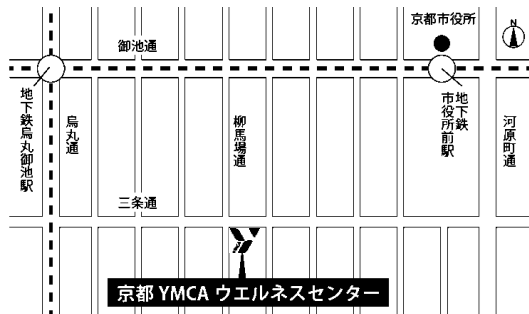 京都市役所
N
御池通
地下鉄烏丸御池駅
烏丸通
柳馬場通
地下鉄
市役所前駅
河原町通
三条通
京都 YMCA ウエルネスセンター